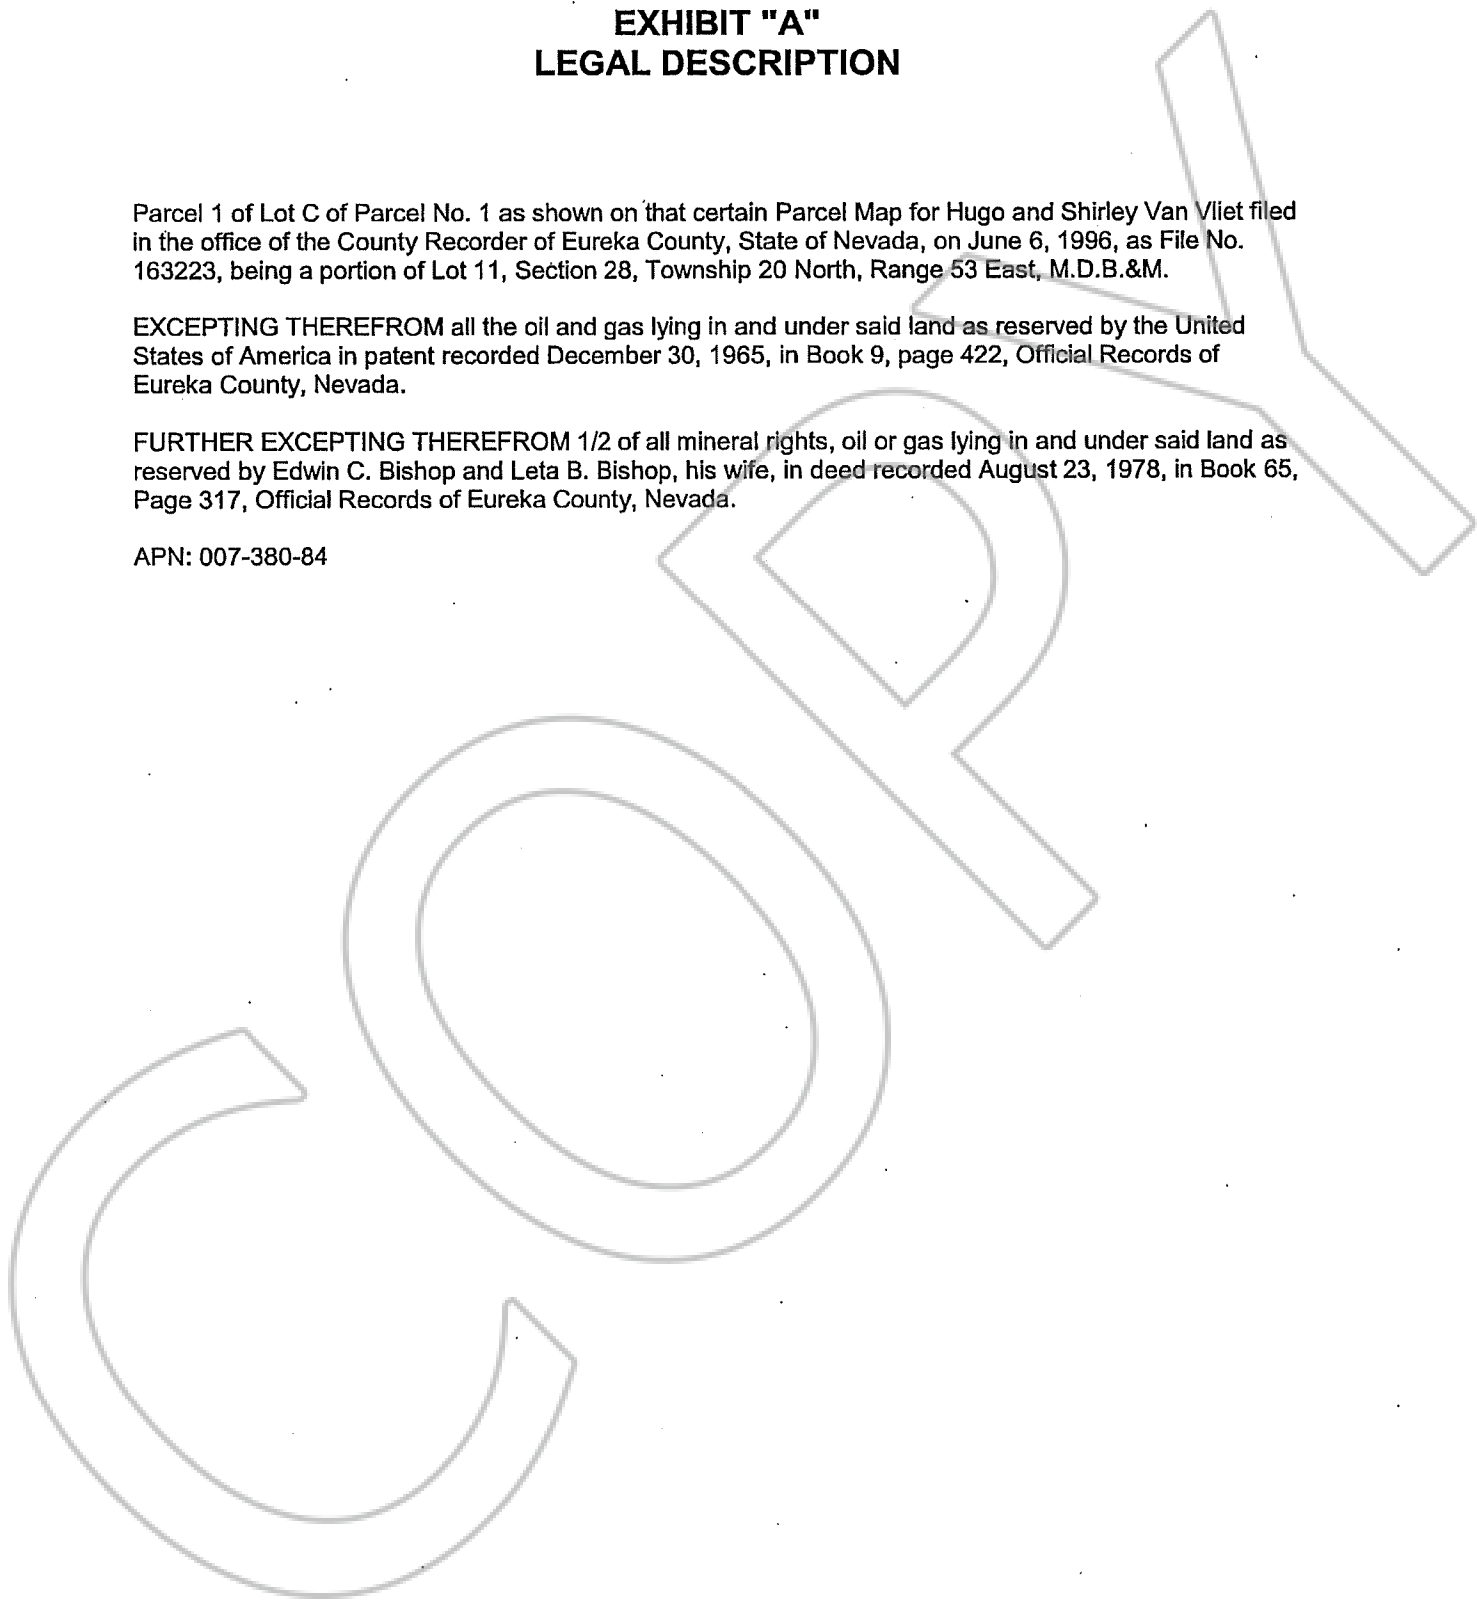 EXHIBIT "A"
LEGAL DESCRIPTION
Parcel 1 of Lot C of Parcel No. 1 as shown on that certain Parcel Map for Hugo and Shirley Van Vliet filed
in the office of the County Recorder of Eureka County, State of Nevada, on June 6, 1996, as File No.
163223, being a portion of Lot 11, Section 28, Township 20 North, Range 53 East, M.D.B.&M.
EXCEPTING THEREFROM all the oil and gas lying in and under said land as reserved by the United
States of America in patent recorded December 30, 1965, in Book 9, page 422, Official Records of
Eureka County, Nevada.
FURTHER EXCEPTING THEREFROM 1/2 of all mineral rights, oil or gas lying in and under said land as
reserved by Edwin C. Bishop and Leta B. Bishop, his wife, in deed recorded August 23, 1978, in Book 65,
Page 317, Official Records of Eureka County, Nevada.
APN: 007-380-84
COPY